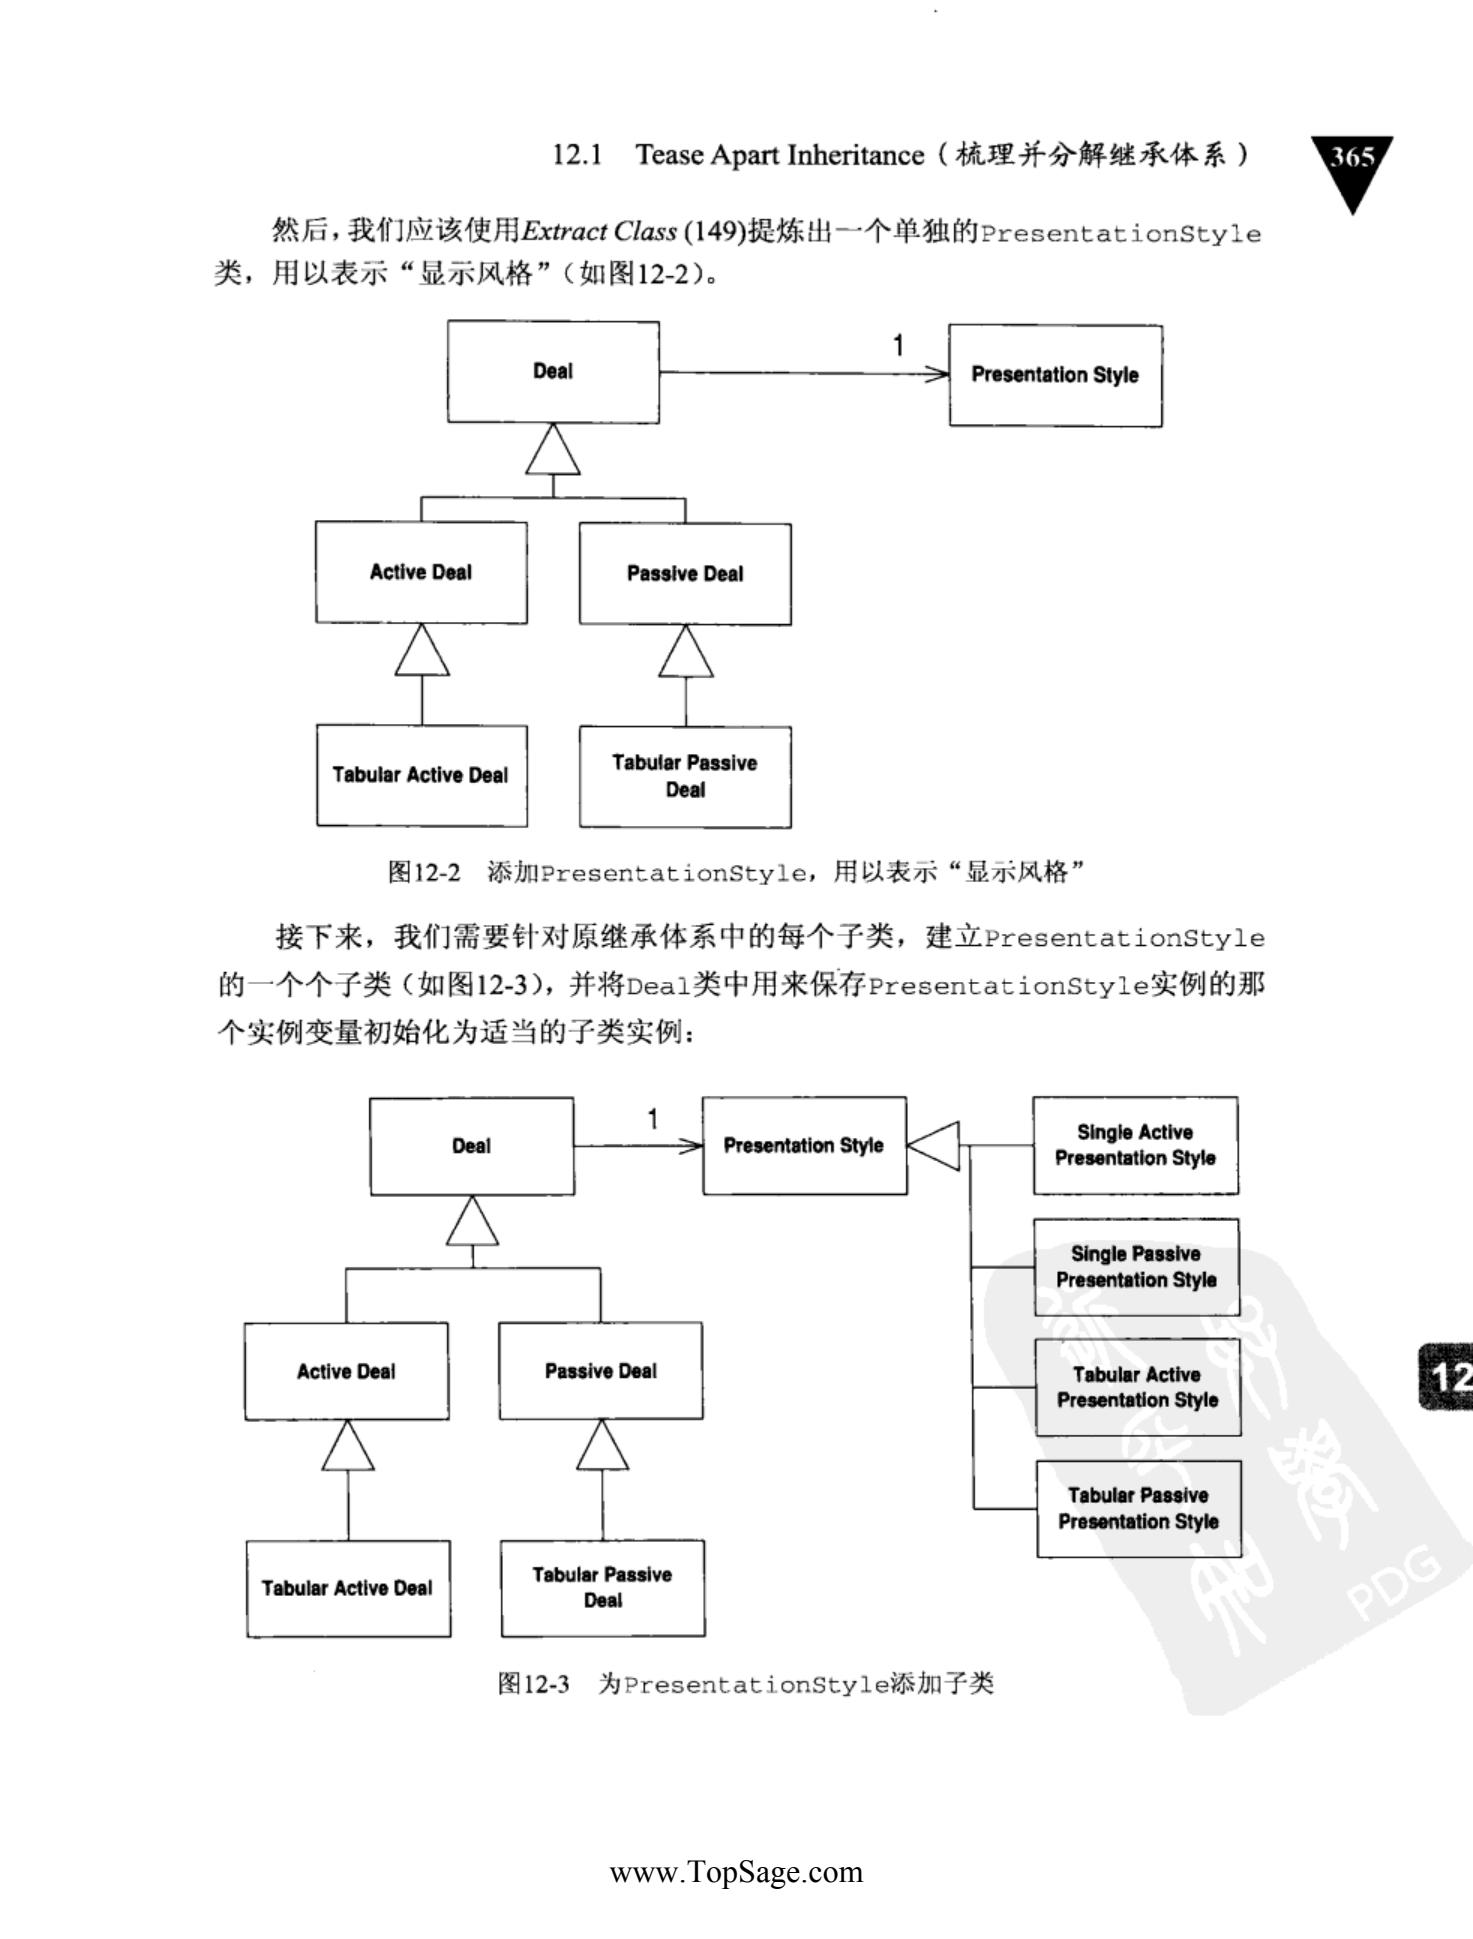 12.1 Tease Apart Inheritance（梳理并分解继承体系）
365
然后，我们应该使用Extract Class (149)提炼出一个单独的PresentationStyle
类，用以表示“显示风格”（如图12-2）。
1
Deal
Presentation Style
Active Deal
Passive Deal
Tabular Active Deal
Tabular Passive
Deal
图12-2 添加PresentationStyle，用以表示“显示风格”
接下来，我们需要针对原继承体系中的每个子类，建立PresentationStyle
的一个个子类（如图12-3），并将Deal类中用来保存PresentationStyle实例的那
个实例变量初始化为适当的子类实例：
Deal
1
Presentation Style
Single Active
Presentation Style
Single Passive
Presentation Style
Active Deal
Passive Deal
Tabular Active
Presentation Style
12
Tabular Passive
Presentation Style
Tabular Active Deal
Tabular Passive
Deal
PDG
图12-3 为PresentationStyle添加子类
www.TopSage.com